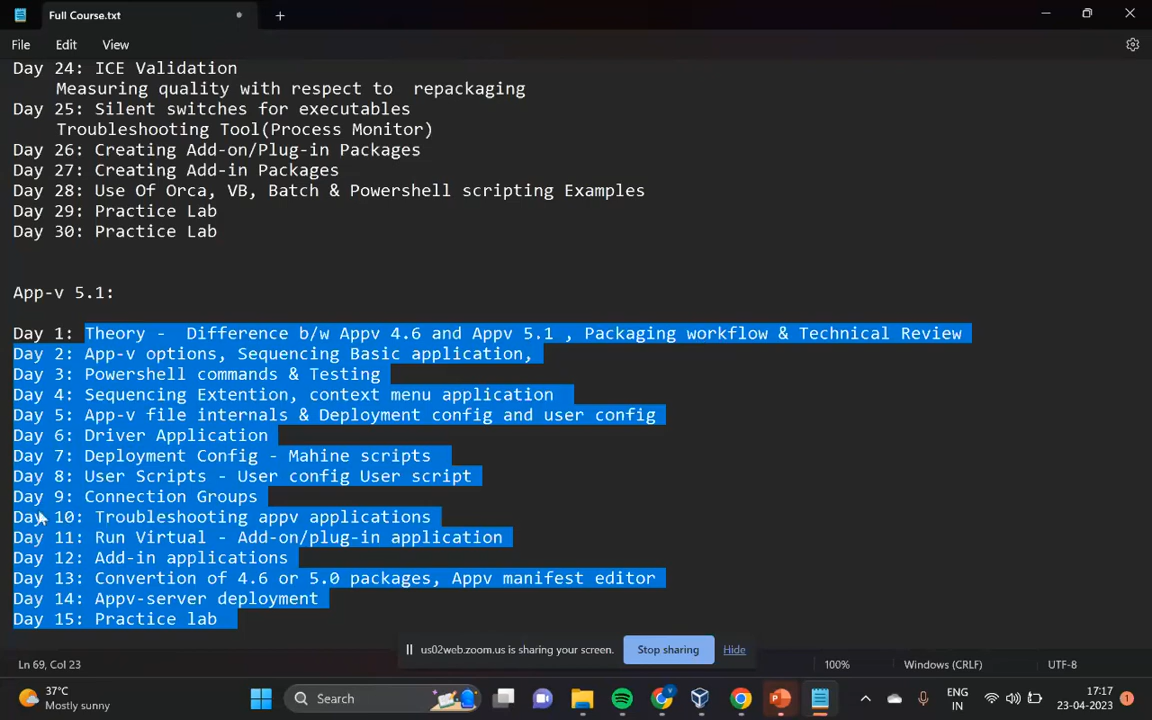 Full Course.txt
File Edit View
Day 24: ICE Validation
Measuring quality with respect to  repackaging
Day 25: Silent switches for executables
Troubleshooting Tool(Process Monitor)
Day 26: Creating Add-on/Plug-in Packages
Day 27: Creating Add-in Packages
Day 28: Use Of Orca, VB, Batch & Powershell scripting Examples
Day 29: Practice Lab
Day 30: Practice Lab
App-v 5.1:
Day 1: Theory -  Difference b/w Appv 4.6 and Appv 5.1 , Packaging workflow & Technical Review
Day 2: App-v options, Sequencing Basic application,
Day 3: Powershell commands & Testing
Day 4: Sequencing Extention, context menu application
Day 5: App-v file internals & Deployment config and user config
Day 6: Driver Application
Day 7: Deployment Config - Mahine scripts
Day 8: User Scripts - User config User script
Day 9: Connection Groups
Day 10: Troubleshooting appv applications
Day 11: Run Virtual - Add-on/plug-in application
Day 12: Add-in applications
Day 13: Convertion of 4.6 or 5.0 packages, Appv manifest editor
Day 14: Appv-server deployment
Day 15: Practice lab
us02web.zoom.us is sharing your screen. Stop sharing Hide
Ln 69, Col 23 100% Windows (CRLF) UTF-8
37°C
Mostly sunny
Search
ENG
IN
17:17
23-04-2023
1